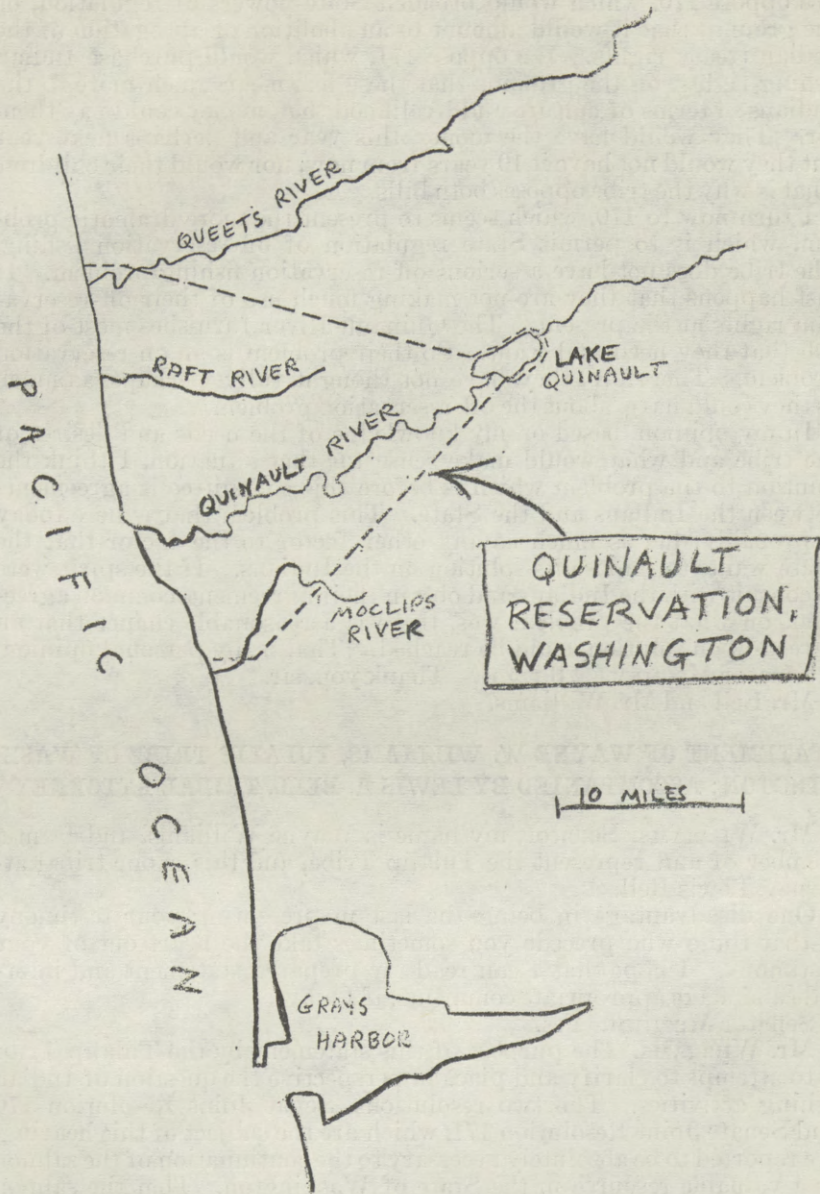 QUEETS RIVER
RAFT RIVER
LAKE
QUINAULT
QUINAULT RIVER
PACIFIC OCEAN
QUINAULT
RESERVATION,
WASHINGTON
MOCLIPS
RIVER
10 MILES
GRAYS
HARBOR